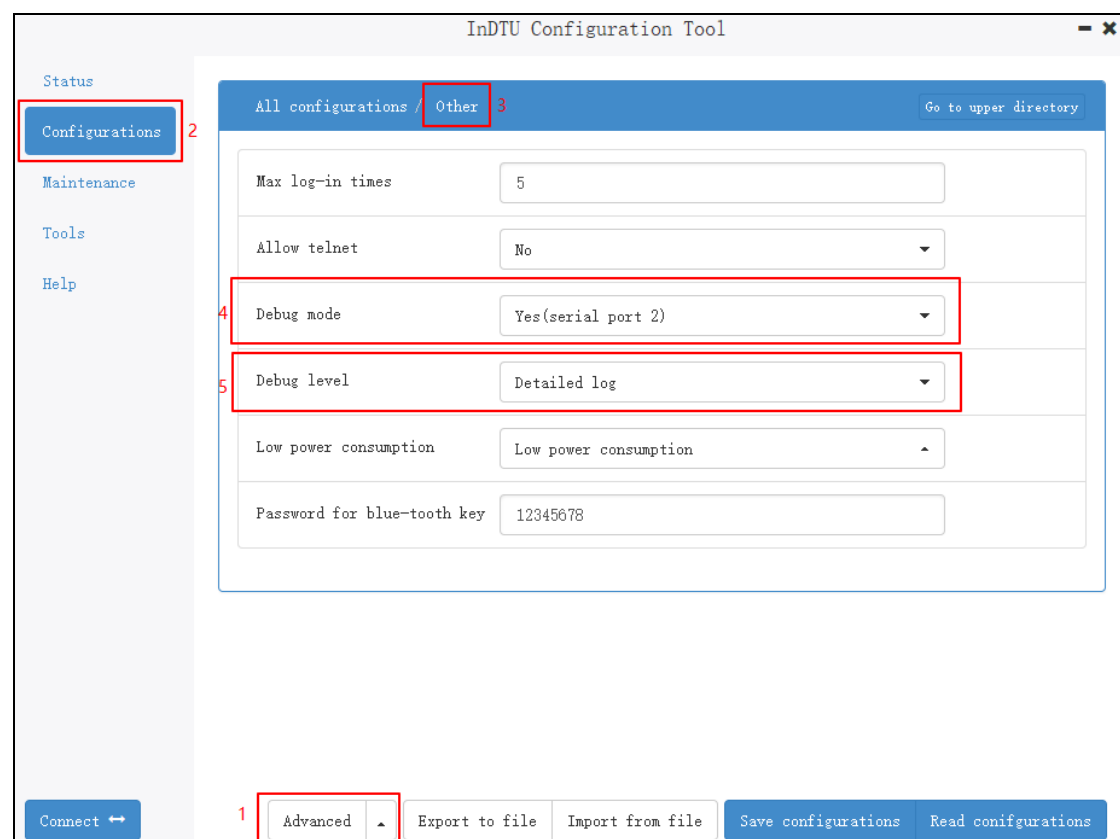 InDTU Configuration Tool
Status
Configurations 2
Maintenance
Tools
Help
All configurations / Other 3 Go to upper directory
Max log-in times 5
Allow telnet No
4 Debug mode Yes(serial port 2)
5 Debug level Detailed log
Low power consumption Low power consumption
Password for blue-tooth key 12345678
Connect 1 Advanced Export to file Import from file Save configurations Read conifgurations